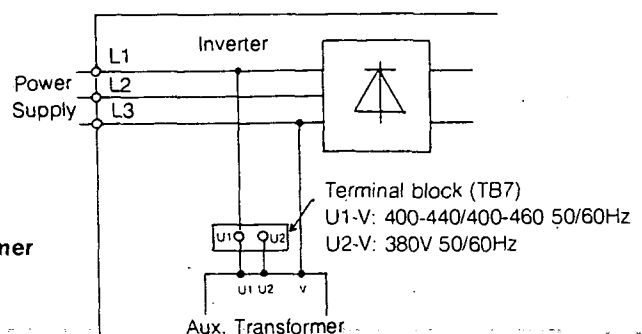 Inverter
L1
Power
Supply
L2
L3
Terminal block (TB7)
U1-V: 400-440/400-460 50/60Hz
U2-V: 380V 50/60Hz
U1 U2
ner
U1 U2 V
Aux. Transformer